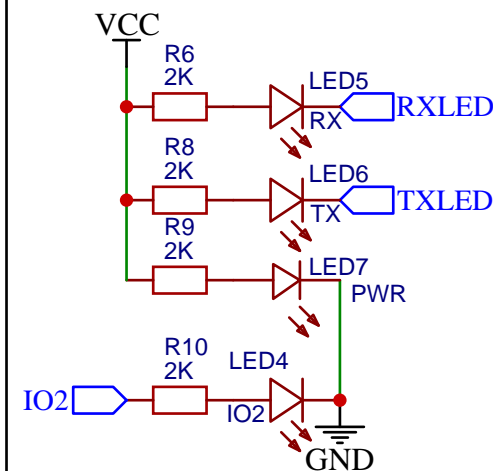 VCC
R6
2K
LED5
RX
RXLED
R8
2K
LED6
TX
TXLED
R9
2K
LED7
PWR
R10
2K
LED4
IO2
IO2
GND